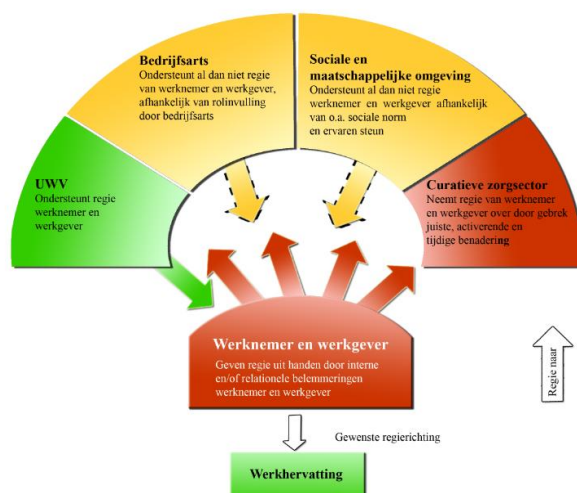 Bedrijfsarts
Ondersteunt al dan niet regie
van werknemer en werkgever,
afhankelijk van rolinvulling
door bedrijfsarts
Sociale en
maatschappelijke omgeving
Ondersteunt al dan niet regie
werknemer en werkgever afhankelijk
van o.a. sociale norm
en ervaren steun
UWV
Ondersteunt regie
werknemer en
werkgever
Curatieve zorgsector
Neemt regie van werknemer
en werkgever over door gebrek
juiste, activerende en
tijdige benadering
Werknemer en werkgever
Geven regie uit handen door interne
en/of relationele belemmeringen
werknemer en werkgever
Regie naar
Gewenste regierichting
Werkhervatting